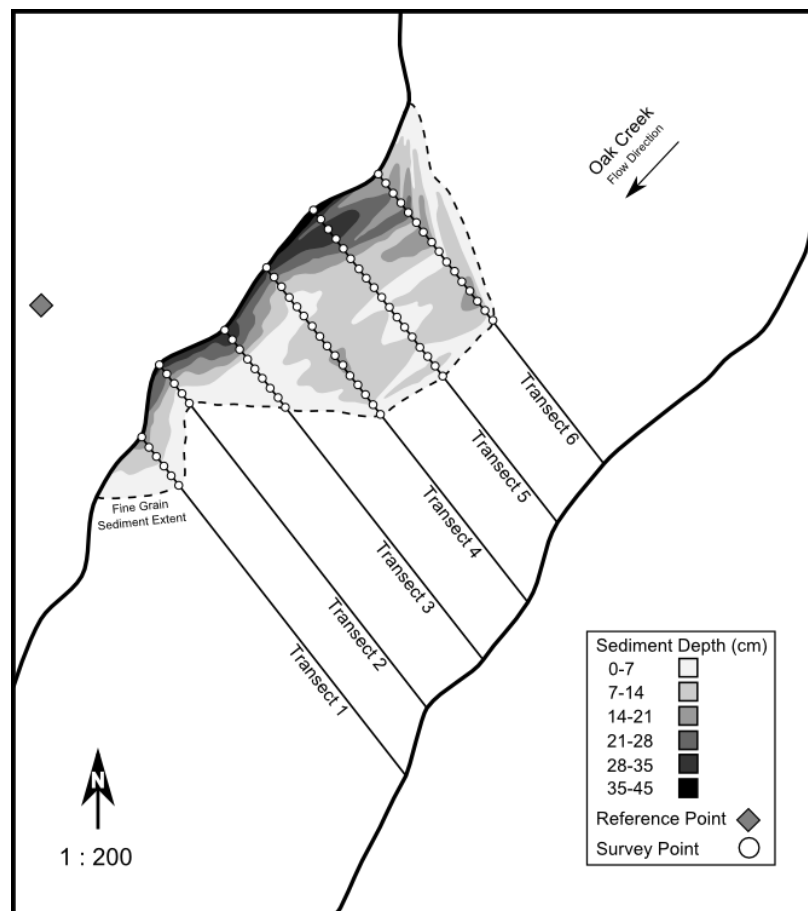 Oak Creek
Flow Direction
Transect 6
Transect 5
Transect 4
Transect 3
Transect 2
Transect 1
Fine Grain
Sediment Extent
N
1 : 200
Sediment Depth (cm)
0-7
7-14
14-21
21-28
28-35
35-45
Reference Point
Survey Point